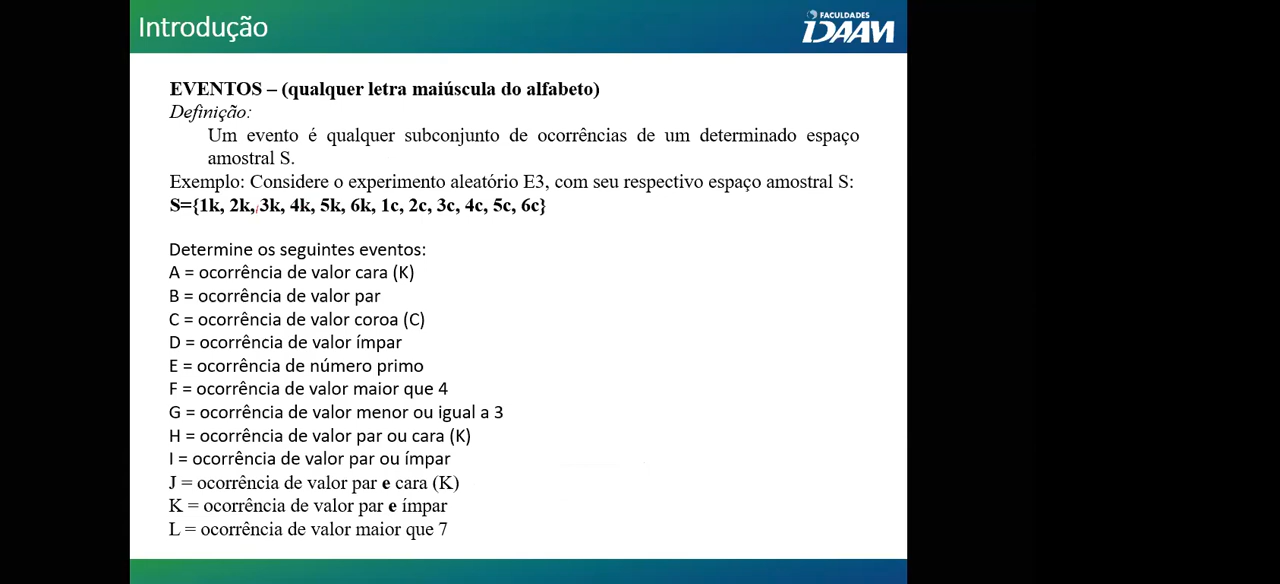 Introdução
FACULDADES
IDAAM
EVENTOS – (qualquer letra maiúscula do alfabeto)
Definição:
Um evento é qualquer subconjunto de ocorrências de um determinado espaço
amostral S.
Exemplo: Considere o experimento aleatório E3, com seu respectivo espaço amostral S:
S={1k, 2k, 3k, 4k, 5k, 6k, 1c, 2c, 3c, 4c, 5c, 6c}
Determine os seguintes eventos:
A = ocorrência de valor cara (K)
B = ocorrência de valor par
C = ocorrência de valor coroa (C)
D = ocorrência de valor ímpar
E = ocorrência de número primo
F = ocorrência de valor maior que 4
G = ocorrência de valor menor ou igual a 3
H = ocorrência de valor par ou cara (K)
I = ocorrência de valor par ou ímpar
J = ocorrência de valor par e cara (K)
K = ocorrência de valor par e ímpar
L = ocorrência de valor maior que 7